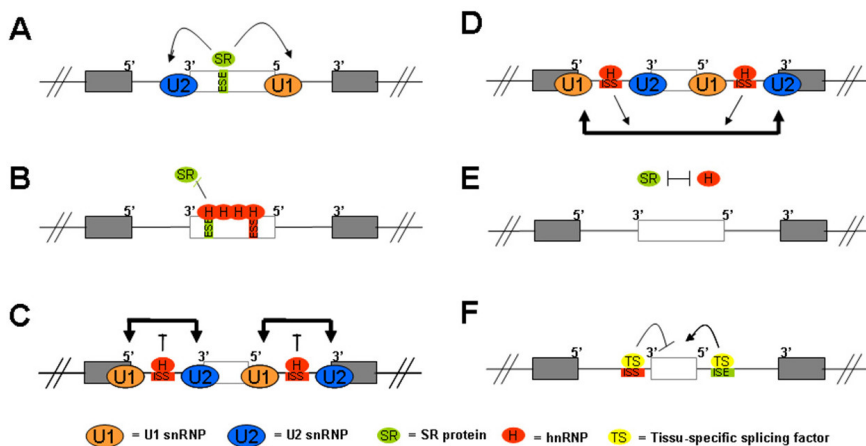 A
SR
3' 5'
U2 ESE U1
3'
B
SR
5' 3' H H H H 5' 3'
ESE ESS
C
5' H 3' 5' H 3'
U1 ISS U2 U1 ISS U2
D
5' H 3' 5' H 3'
U1 ISS U2 U1 ISS U2
E
SR H
5' 3' 5' 3'
F
5' TS 3' 5' TS 3'
ISS ISE
U1 = U1 snRNP U2 = U2 snRNP SR = SR protein H = hnRNP TS = Tissu-specific splicing factor